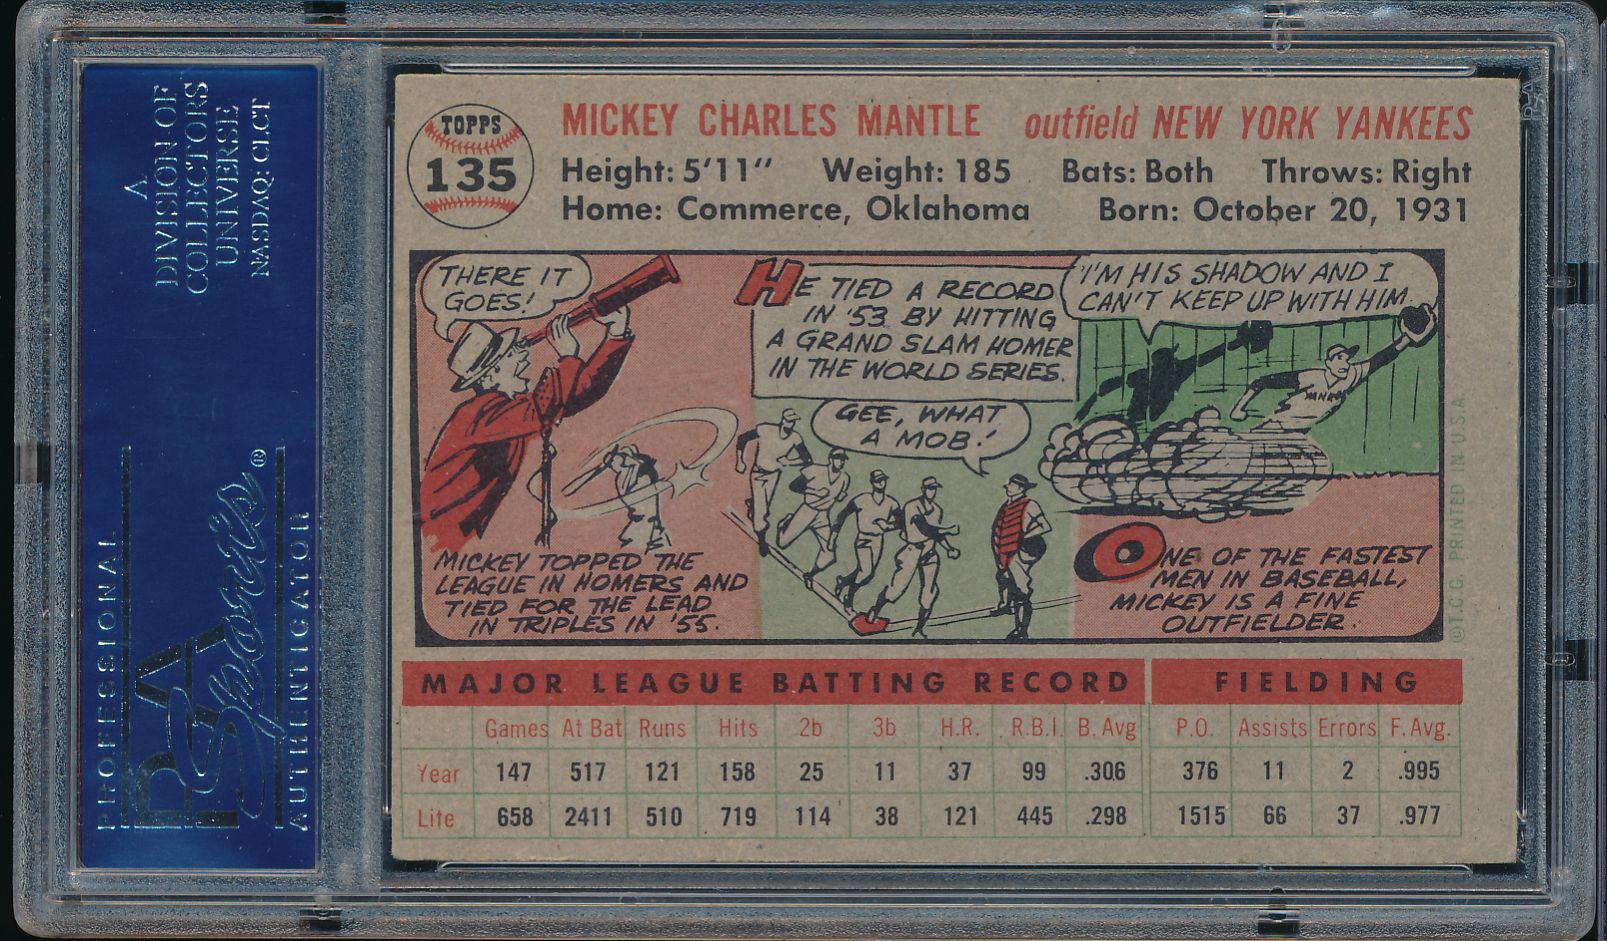 A
DIVISION OF
COLLECTORS
UNIVERSE
NASDAQ: CLCT
PROFESSIONAL
PSA
Sports ®
AUTHENTICATOR
TOPPS
135
MICKEY CHARLES MANTLE outfield NEW YORK YANKEES
Height: 5'11" Weight: 185 Bats: Both Throws: Right
Home: Commerce, Oklahoma Born: October 20, 1931
THERE IT
GOES!
MICKEY TOPPED THE
LEAGUE IN HOMERS AND
TIED FOR THE LEAD
IN TRIPLES IN '55.
HE TIED A RECORD
IN '53 BY HITTING
A GRAND SLAM HOMER
IN THE WORLD SERIES.
GEE, WHAT
A MOB!
I'M HIS SHADOW AND I
CAN'T KEEP UP WITH HIM.
ONE OF THE FASTEST
MEN IN BASEBALL,
MICKEY IS A FINE
OUTFIELDER.
©T.C.G. PRINTED IN U.S.A.
MAJOR LEAGUE BATTING RECORD FIELDING
Games At Bat Runs Hits 2b 3b H.R. R.B.I. B. Avg P.O. Assists Errors F. Avg.
Year 147 517 121 158 25 11 37 99 .306 376 11 2 .995
Life 658 2411 510 719 114 38 121 445 .298 1515 66 37 .977